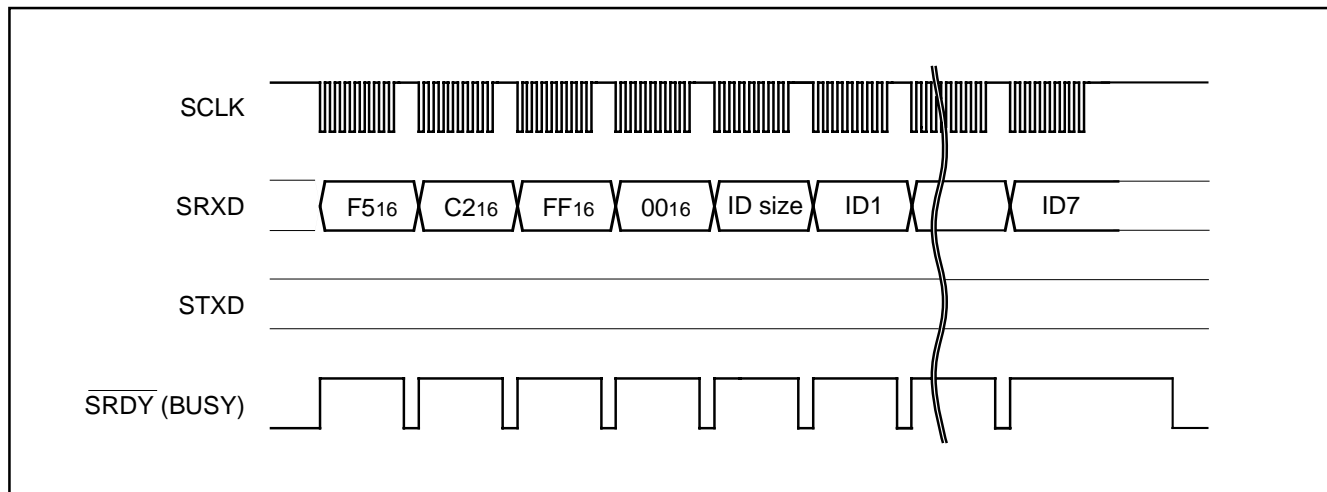 SCLK
SRXD F516 C216 FF16 0016 ID size ID1 ID7
STXD
SRDY (BUSY)